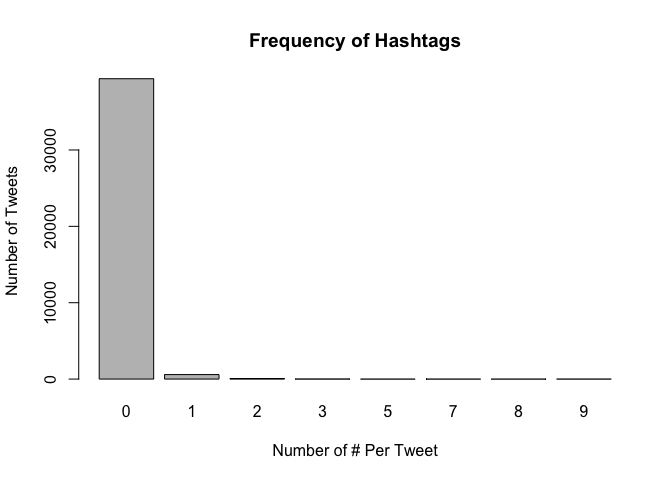 Frequency of Hashtags
Number of Tweets
30000
20000
10000
0
0 1 2 3 5 7 8 9
Number of # Per Tweet